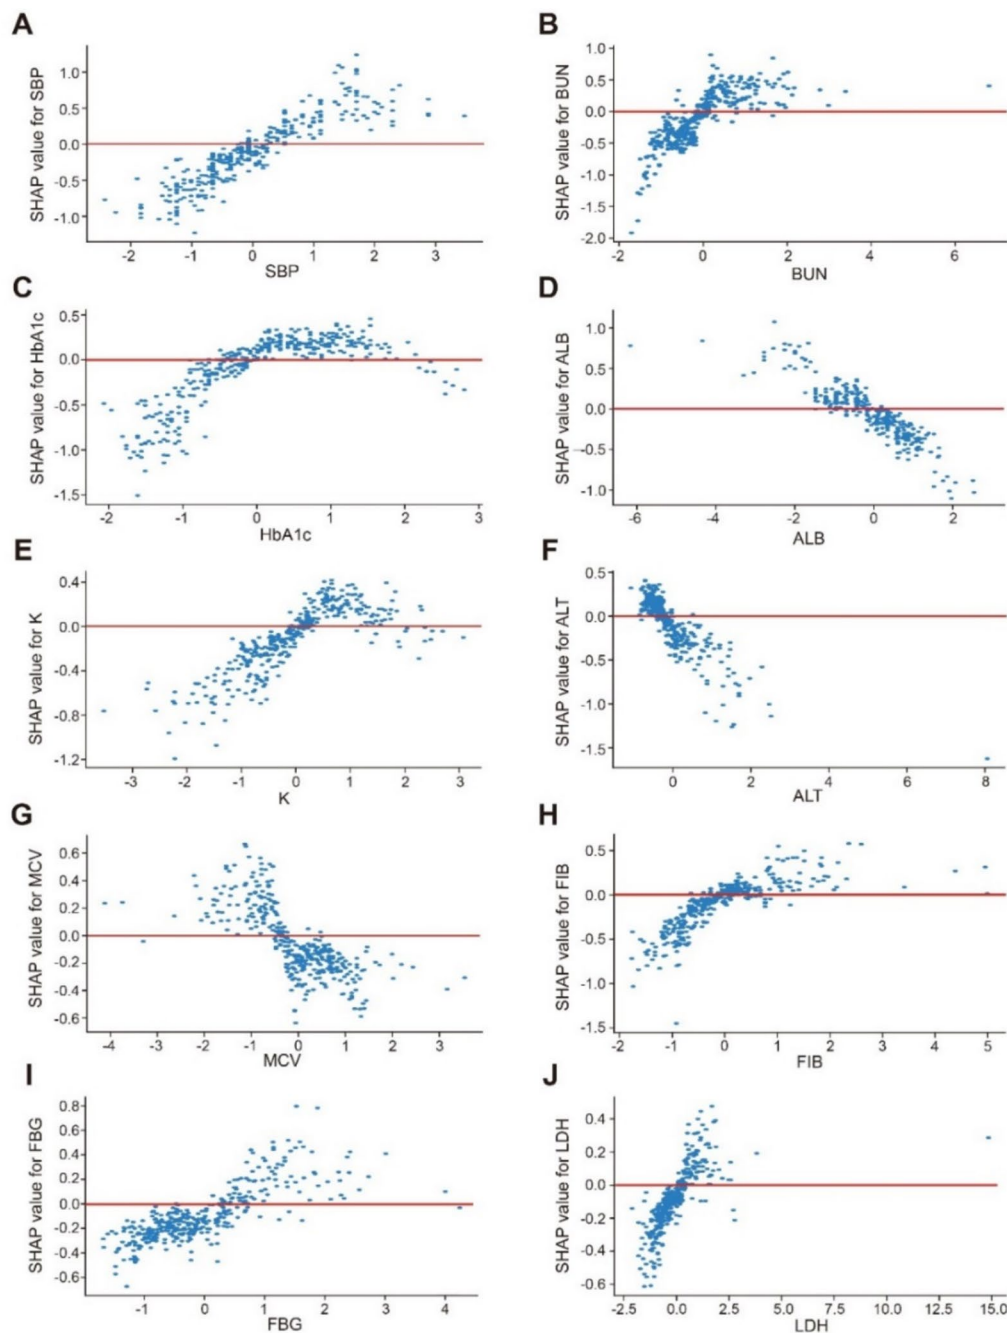 A
SHAP value for SBP
1.0
0.5
0.0
-0.5
-1.0
-2 -1 0 1 2 3
SBP
B
SHAP value for BUN
1.0
0.5
0.0
-0.5
-1.0
-1.5
-2.0
-2 0 2 4 6
BUN
C
SHAP value for HbA1c
0.5
0.0
-0.5
-1.0
-1.5
-2 -1 0 1 2 3
HbA1c
D
SHAP value for ALB
1.0
0.5
0.0
-0.5
-1.0
-6 -4 -2 0 2
ALB
E
SHAP value for K
0.4
0.0
-0.4
-0.8
-1.2
-3 -2 -1 0 1 2 3
K
F
SHAP value for ALT
0.5
0.0
-0.5
-1.0
-1.5
0 2 4 6 8
ALT
G
SHAP value for MCV
0.6
0.4
0.2
0.0
-0.2
-0.4
-0.6
-4 -3 -2 -1 0 1 2 3
MCV
H
SHAP value for FIB
0.5
0.0
-0.5
-1.0
-1.5
-2 -1 0 1 2 3 4 5
FIB
I
SHAP value for FBG
0.8
0.6
0.4
0.2
0.0
-0.2
-0.4
-0.6
-1 0 1 2 3 4
FBG
J
SHAP value for LDH
0.4
0.2
0.0
-0.2
-0.4
-0.6
-2.5 0.0 2.5 5.0 7.5 10.0 12.5 15.0
LDH